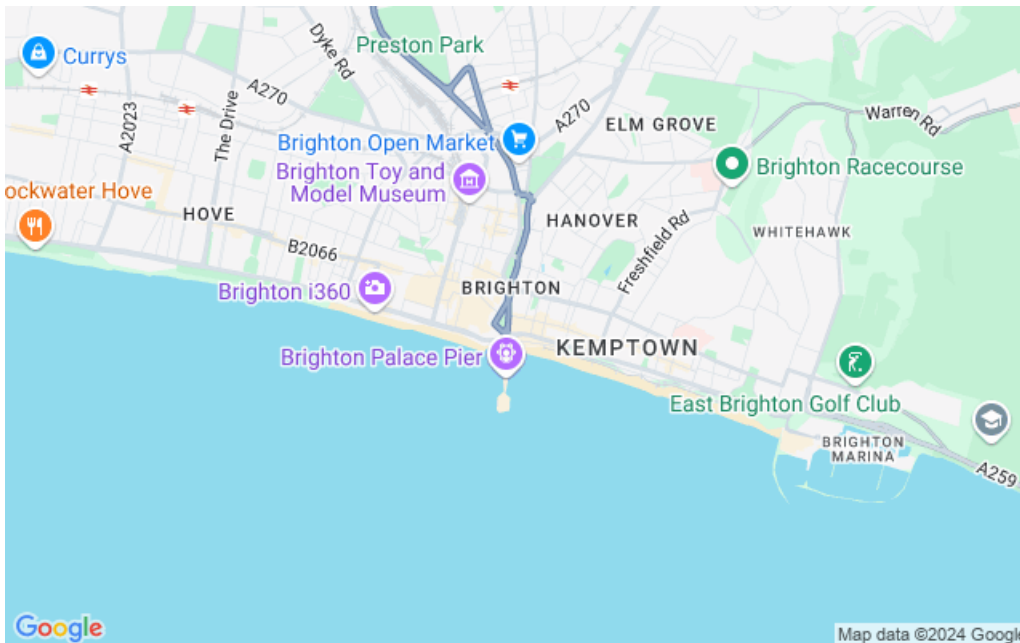 Preston Park
Currys
Dyke Rd
A270
A2023
The Drive
A270
Warren Rd
ELM GROVE
Brighton Open Market
Brighton Toy and
Model Museum
Brighton Racecourse
ockwater Hove
HOVE
HANOVER
WHITEHAWK
B2066
Freshfield Rd
Brighton i360
BRIGHTON
KEMPTOWN
Brighton Palace Pier
East Brighton Golf Club
BRIGHTON
MARINA
A259
Google
Map data ©2024 Google